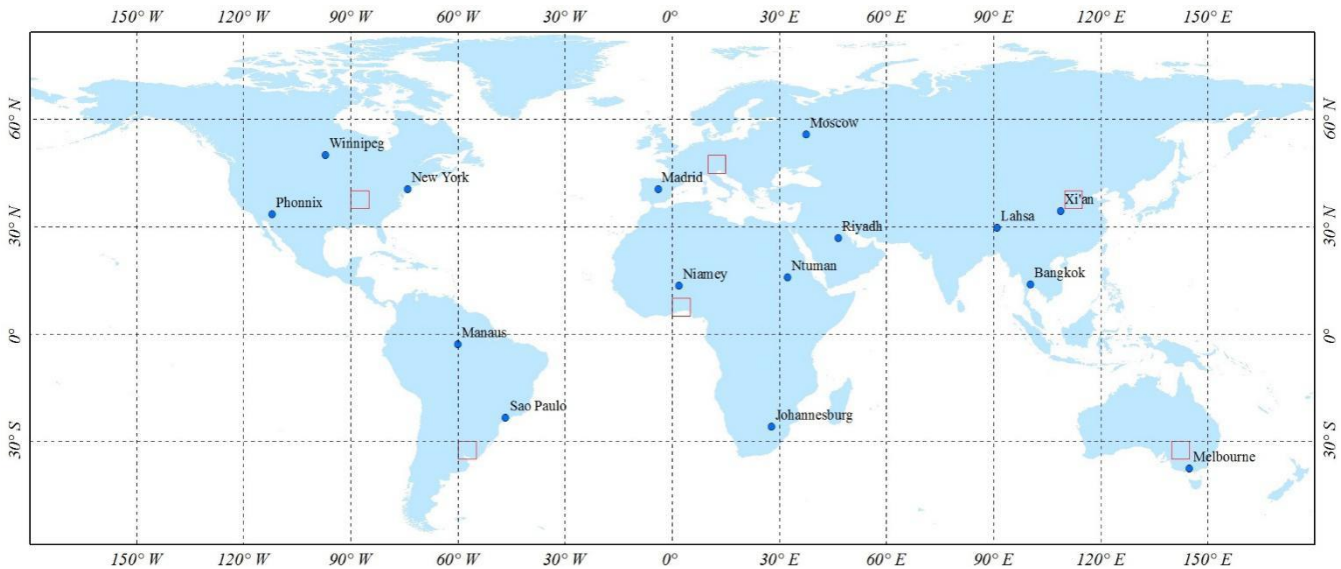 150° W 120° W 90° W 60° W 30° W 0° 30° E 60° E 90° E 120° E 150° E
60° N 60° N
Moscow
Winnipeg
New York
Madrid
Phonnix
Xi'an
30° N 30° N
Lahsa
Riyadh
Niamey
Ntuman
Bangkok
0° 0°
Manaus
Sao Paulo
Johannesburg
30° S 30° S
Melbourne
150° W 120° W 90° W 60° W 30° W 0° 30° E 60° E 90° E 120° E 150° E